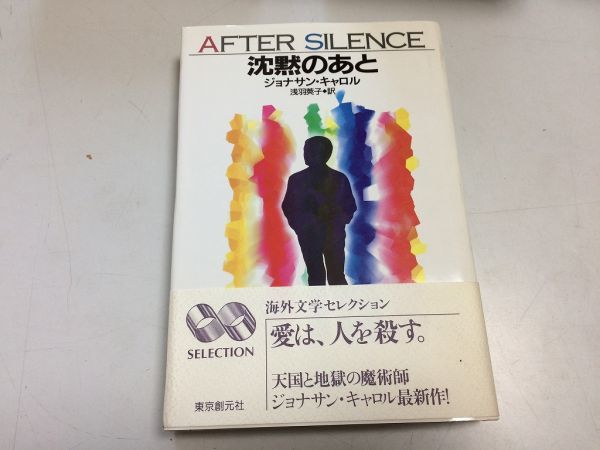 AFTER SILENCE
沈黙のあと
ジョナサン・キャロル
浅羽莢子◆訳
海外文学セレクション
愛は、人を殺す。
天国と地獄の魔術師
ジョナサン・キャロル最新作!
SELECTION
東京創元社